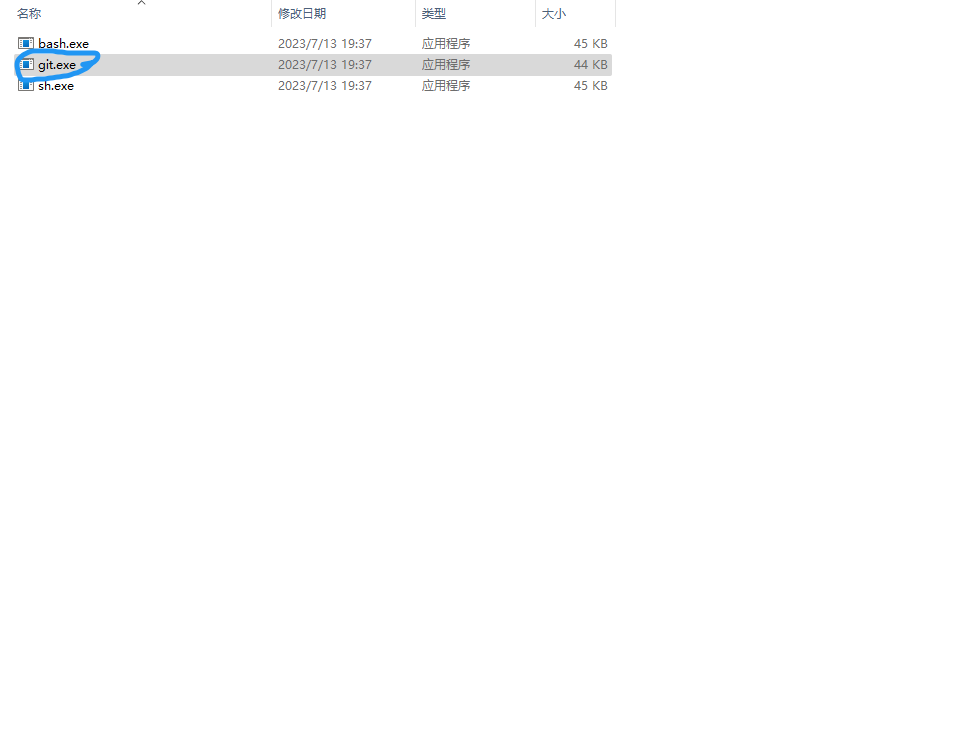 名称 修改日期 类型 大小
bash.exe 2023/7/13 19:37 应用程序 45 KB
git.exe 2023/7/13 19:37 应用程序 44 KB
sh.exe 2023/7/13 19:37 应用程序 45 KB